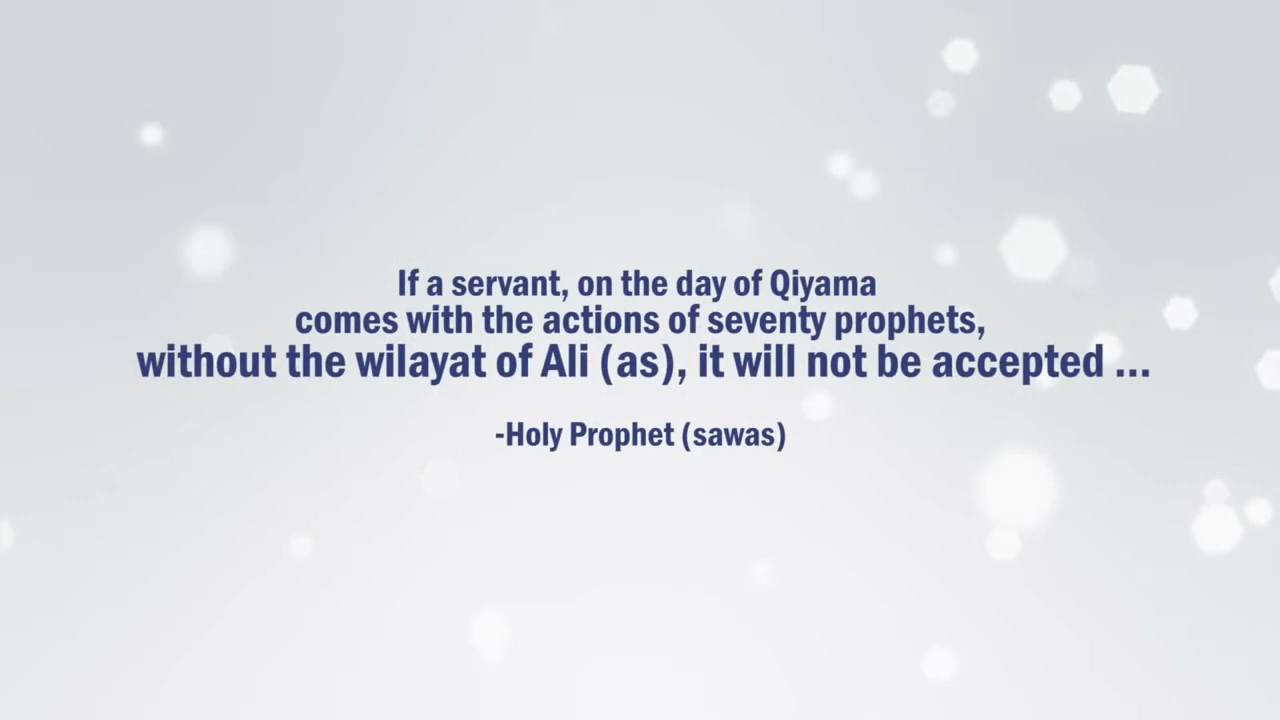 If a servant, on the day of Qiyama
comes with the actions of seventy prophets,
without the wilayat of Ali (as), it will not be accepted ...
-Holy Prophet (sawas)